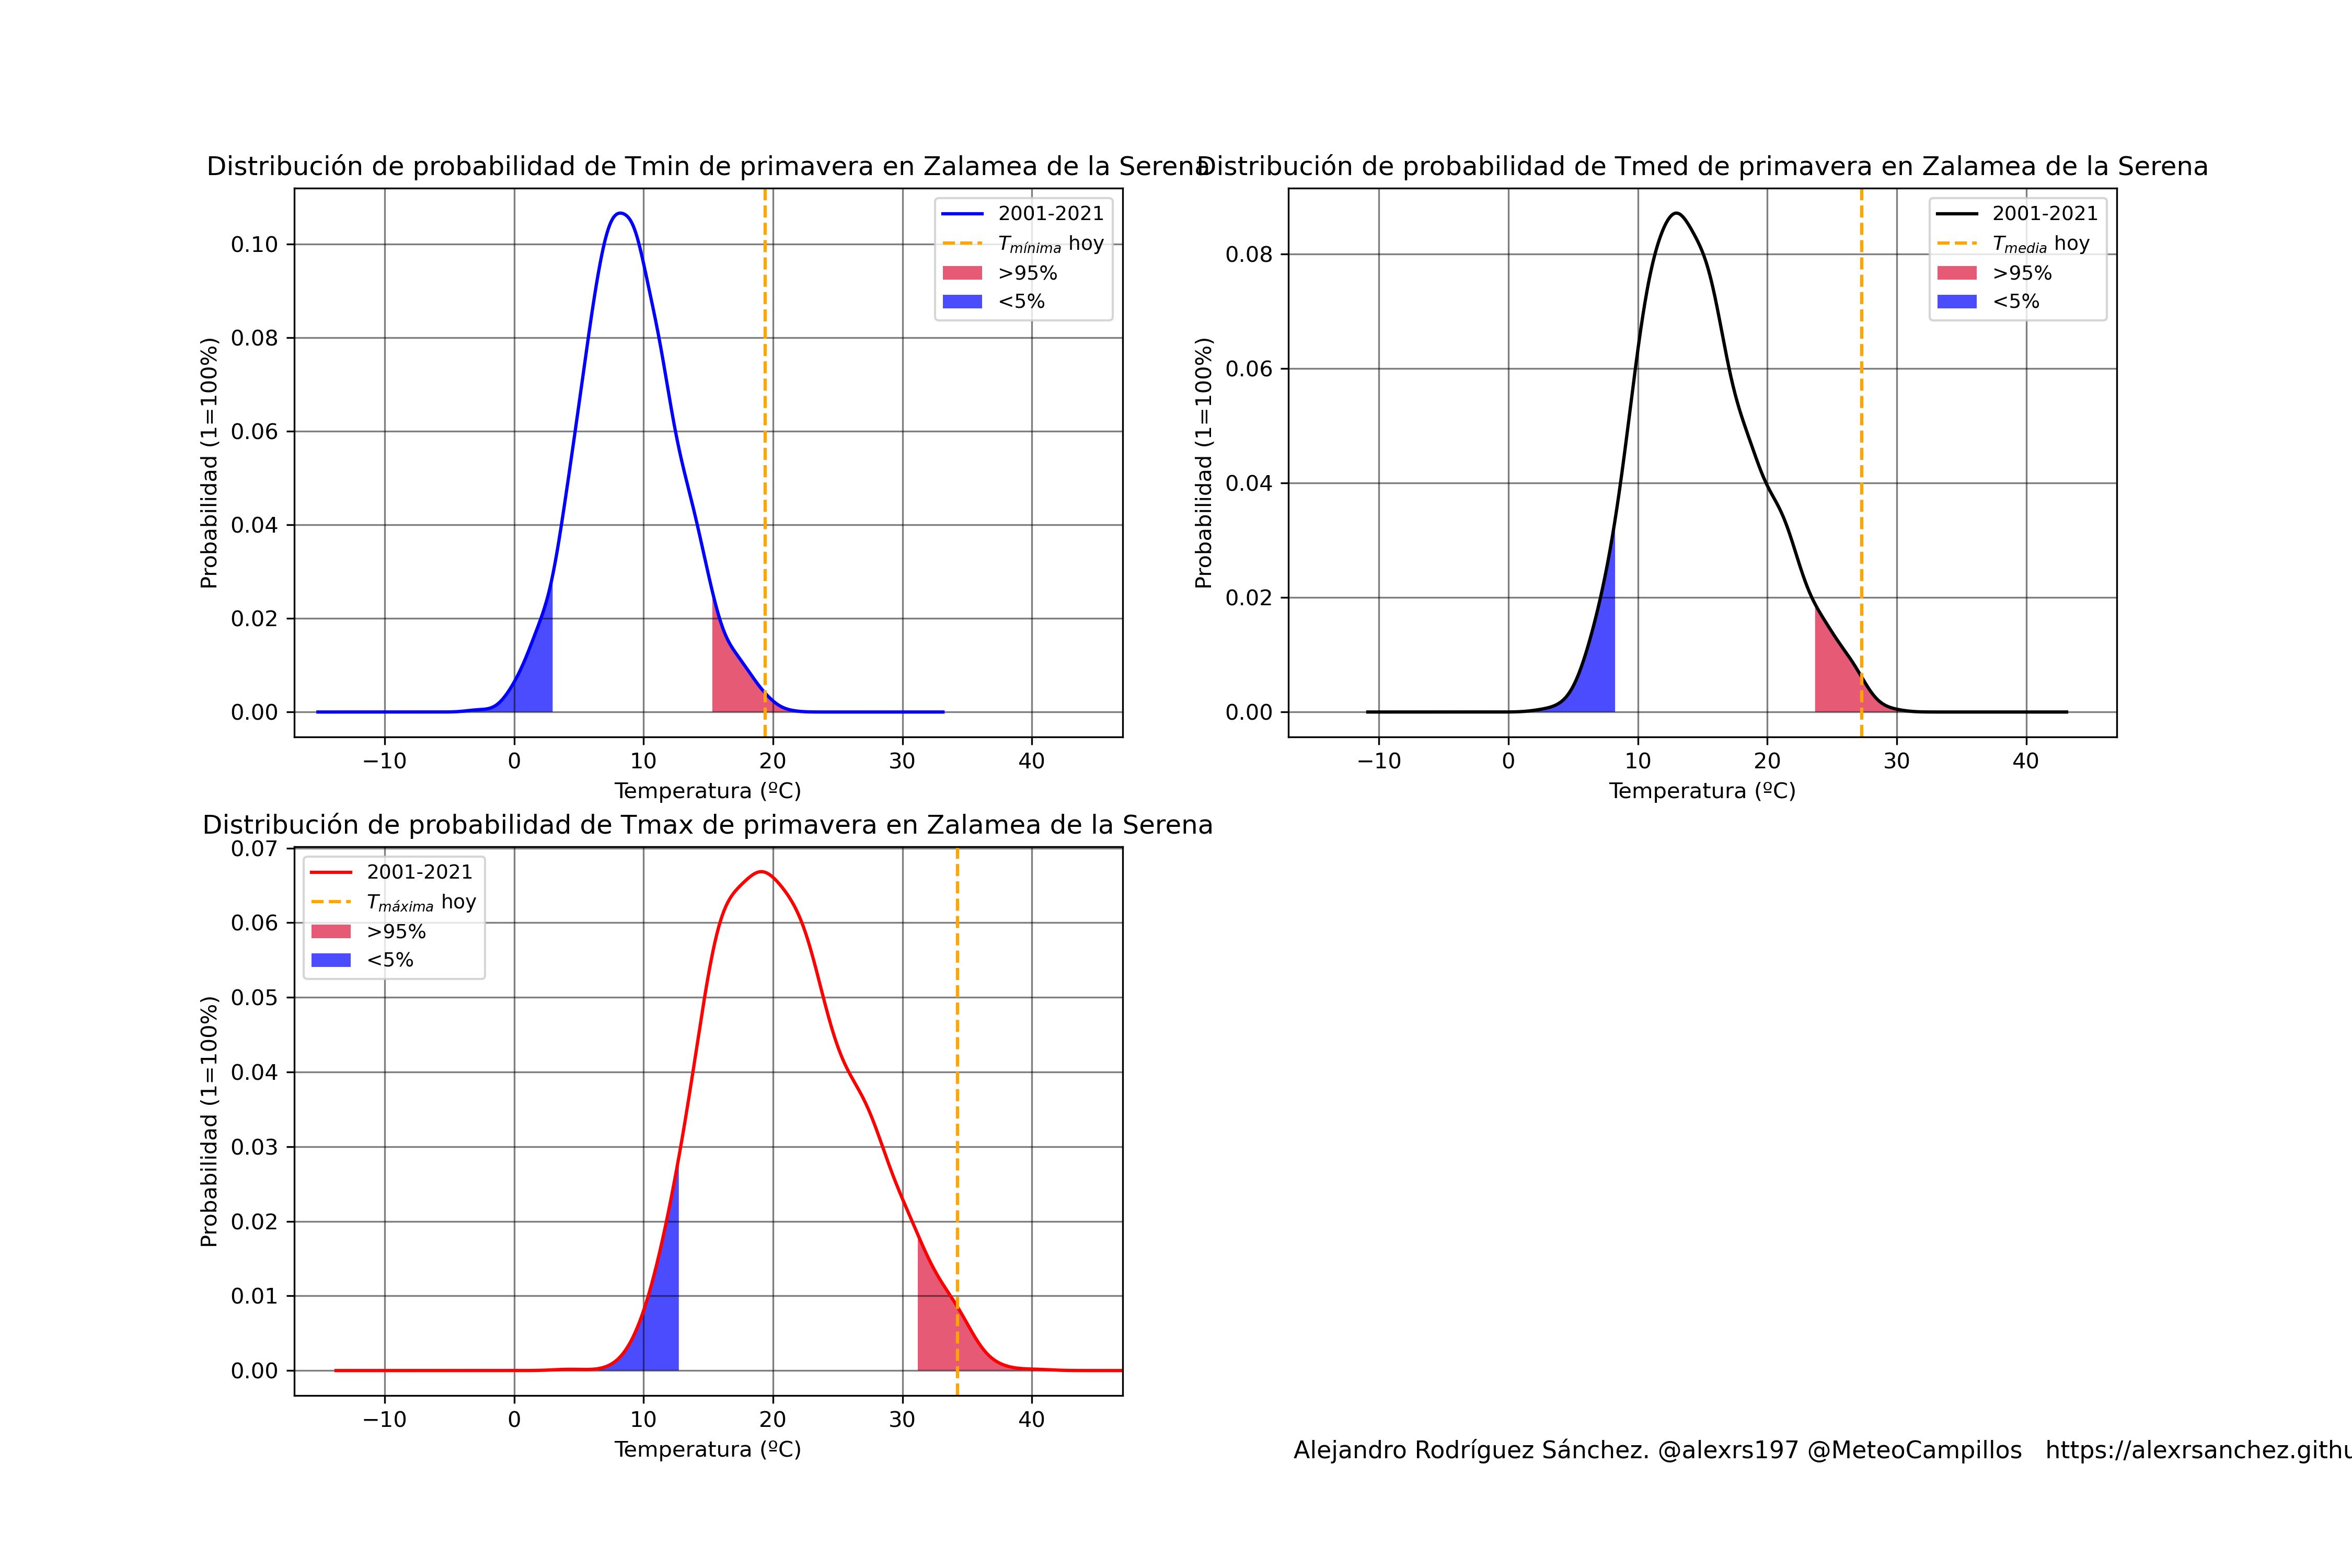 Distribución de probabilidad de Tmin de primavera en Zalamea de la Serena
Probabilidad (1=100%)
0.10
0.08
0.06
0.04
0.02
0.00
2001-2021
Tmínima hoy
>95%
<5%
−10 0 10 20 30 40
Temperatura (ºC)
Distribución de probabilidad de Tmed de primavera en Zalamea de la Serena
Probabilidad (1=100%)
0.08
0.06
0.04
0.02
0.00
2001-2021
Tmedia hoy
>95%
<5%
−10 0 10 20 30 40
Temperatura (ºC)
Distribución de probabilidad de Tmax de primavera en Zalamea de la Serena
Probabilidad (1=100%)
0.07
0.06
0.05
0.04
0.03
0.02
0.01
0.00
2001-2021
Tmáxima hoy
>95%
<5%
−10 0 10 20 30 40
Temperatura (ºC)
Alejandro Rodríguez Sánchez. @alexrs197 @MeteoCampillos https://alexrsanchez.githu